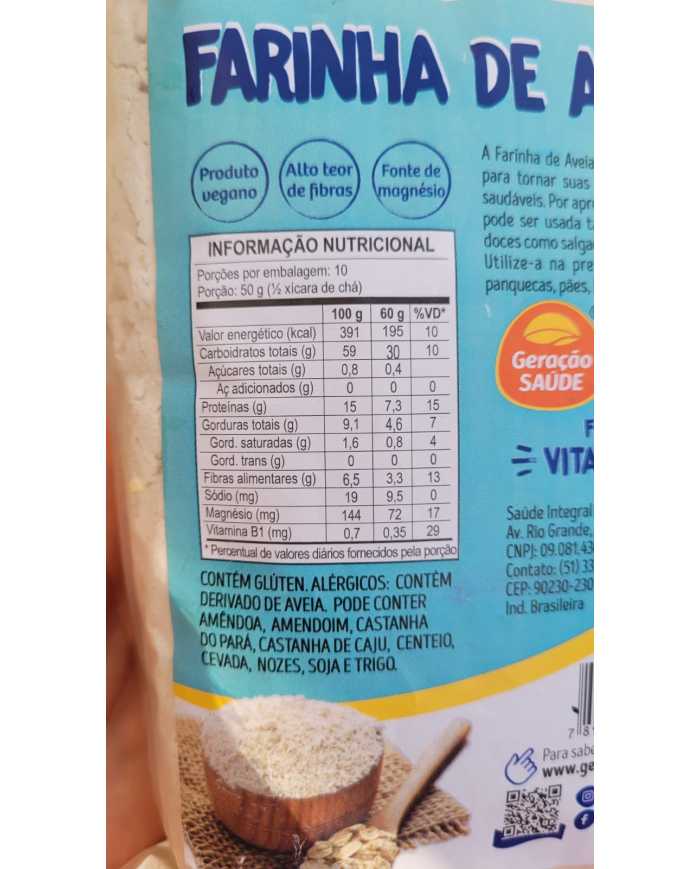 FARINHA DE A
Produto vegano
Alto teor de fibras
Fonte de magnésio
INFORMAÇÃO NUTRICIONAL
Porções por embalagem: 10
Porção: 50 g (½ xícara de chá)
100 g 60 g %VD*
Valor energético (kcal) 391 195 10
Carboidratos totais (g) 59 30 10
Açúcares totais (g) 0,8 0,4
Aç adicionados (g) 0 0 0
Proteínas (g) 15 7,3 15
Gorduras totais (g) 9,1 4,6 7
Gord. saturadas (g) 1,6 0,8 4
Gord. trans (g) 0 0 0
Fibras alimentares (g) 6,5 3,3 13
Sódio (mg) 19 9,5 0
Magnésio (mg) 144 72 17
Vitamina B1 (mg) 0,7 0,35 29
* Percentual de valores diários fornecidos pela porção
CONTÉM GLÚTEN. ALÉRGICOS: CONTÉM
DERIVADO DE AVEIA. PODE CONTER
AMÊNDOA, AMENDOIM, CASTANHA
DO PARÁ, CASTANHA DE CAJU, CENTEIO,
CEVADA, NOZES, SOJA E TRIGO.
A Farinha de Aveia
para tornar suas
saudáveis. Por apr
pode ser usada t
doces como salga
Utilize-a na pre
panquecas, pães,
Geração
SAÚDE
F
VITA
Saúde Integral
Av. Rio Grande,
CNPJ: 09.081.43
Contato: (51) 33
CEP: 90230-230
Ind. Brasileira
7 8
Para sabe
www.ge